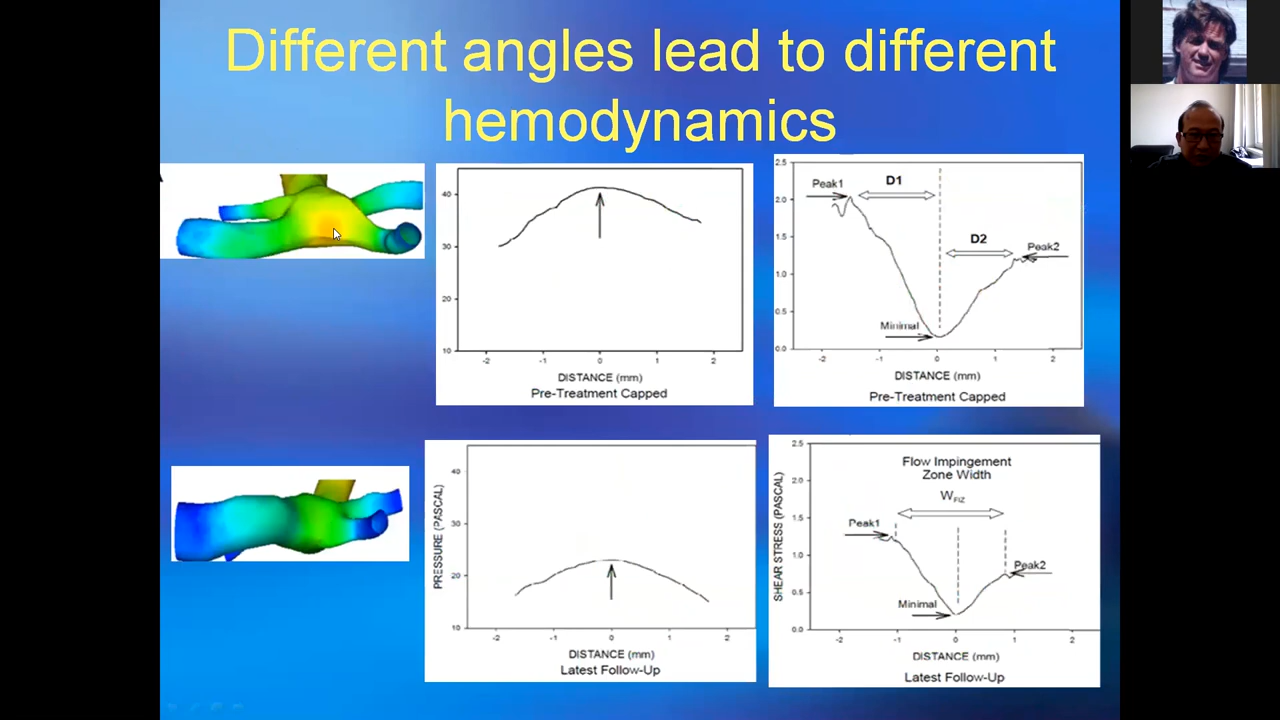 Different angles lead to different
hemodynamics
40
30
20
10
-2 -1 0 1 2
DISTANCE (mm)
Pre-Treatment Capped
2.5
1.5
1.0
0.5
0.0
Peak1
D1
D2
Peak2
Minimal
-2 -1 0 1 2
DISTANCE (mm)
Pre-Treatment Capped
PRESSURE (PASCAL)
40
30
20
10
-2 -1 0 1 2
DISTANCE (mm)
Latest Follow-Up
SHEAR STRESS (PASCAL)
2.5
2.0
1.5
1.0
0.5
0.0
Flow Impingement
Zone Width
WFIZ
Peak1
Peak2
Minimal
-2 -1 0 1 2
DISTANCE (mm)
Latest Follow-Up